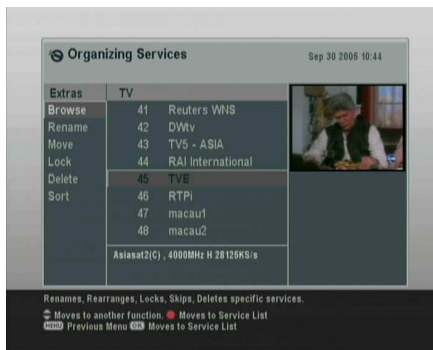 Organizing Services
Sep 30 2005 10:44
Extras
TV
Browse
41 Reuters WNS
Rename
42 DWtv
Move
43 TV5 - ASIA
Lock
44 RAI International
Delete
45 TVE
Sort
46 RTPi
47 macau1
48 macau2
Asiasat2(C) , 4000MHz H 28125KS/s
Renames, Rearranges, Locks, Skips, Deletes specific services.
Moves to another function. Moves to Service List
MENU Previous Menu OK Moves to Service List